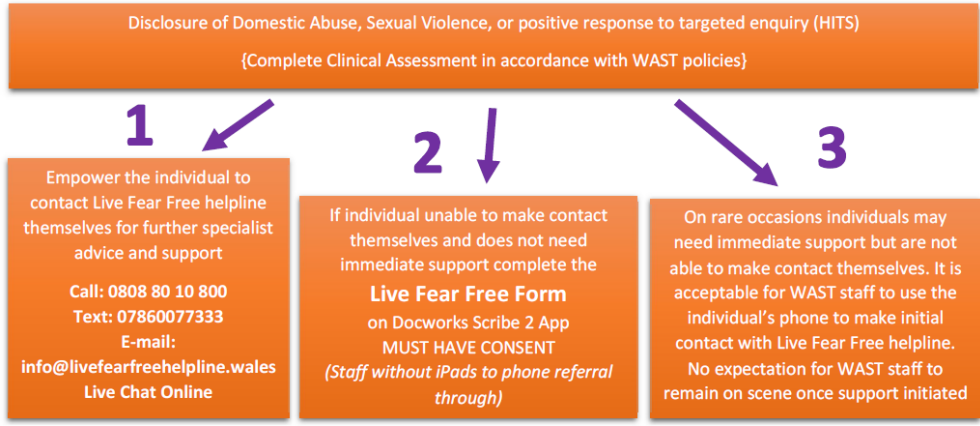 Disclosure of Domestic Abuse, Sexual Violence, or positive response to targeted enquiry (HITS)
{Complete Clinical Assessment in accordance with WAST policies}
1
Empower the individual to
contact Live Fear Free helpline
themselves for further specialist
advice and support
Call: 0808 80 10 800
Text: 07860077333
E-mail:
info@livefearfreehelpline.wales
Live Chat Online
2
If individual unable to make contact
themselves and does not need
immediate support complete the
Live Fear Free Form
on Docworks Scribe 2 App
MUST HAVE CONSENT
(Staff without iPads to phone referral
through)
3
On rare occasions individuals may
need immediate support but are not
able to make contact themselves. It is
acceptable for WAST staff to use the
individual's phone to make initial
contact with Live Fear Free helpline.
No expectation for WAST staff to
remain on scene once support initiated